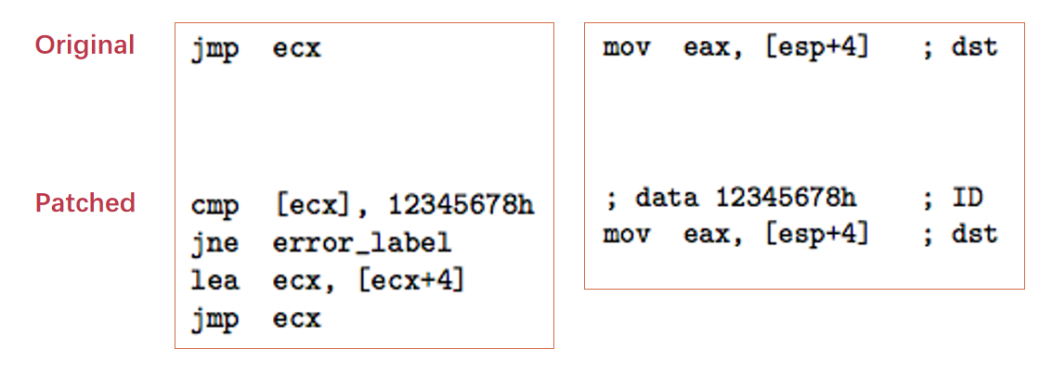 Original
jmp ecx
mov eax, [esp+4] ; dst
Patched
cmp [ecx], 12345678h
jne error_label
lea ecx, [ecx+4]
jmp ecx
; data 12345678h ; ID
mov eax, [esp+4] ; dst